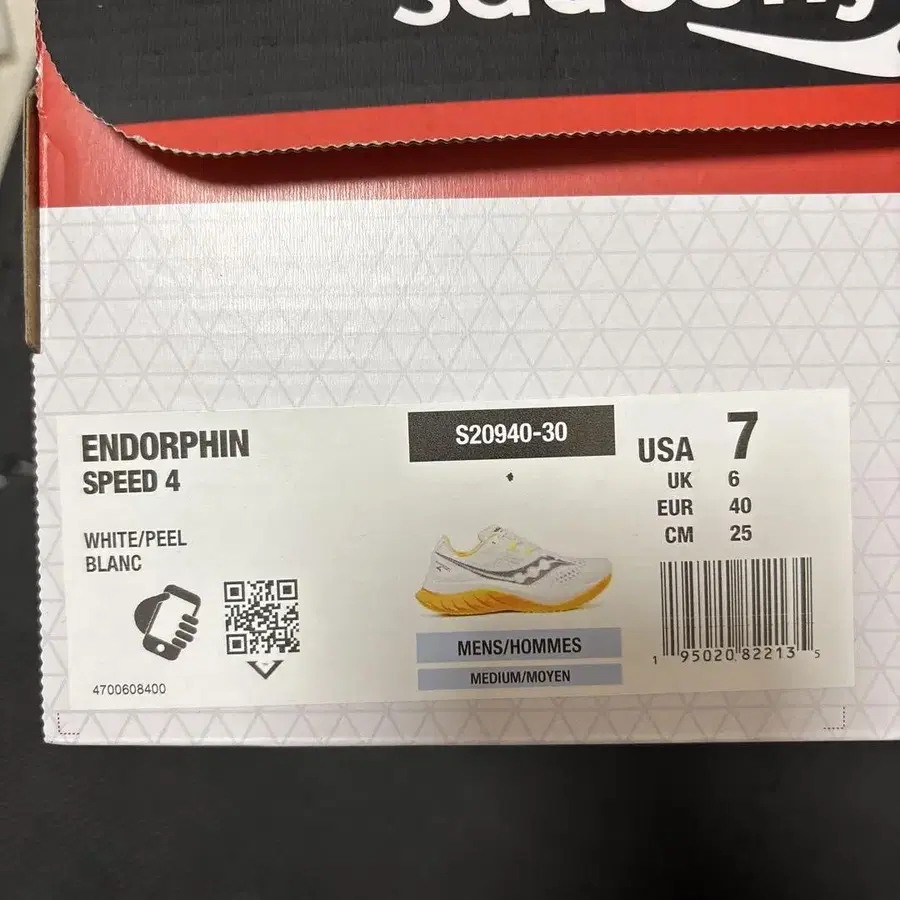 saucony
ENDORPHIN
SPEED 4
WHITE/PEEL
BLANC
4700608400
S20940-30
MENS/HOMMES
MEDIUM/MOYEN
USA 7
UK 6
EUR 40
CM 25
1 95020 82213 5